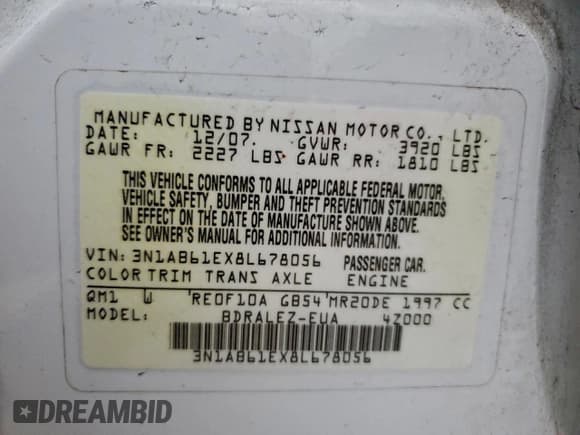 MANUFACTURED BY NISSAN MOTOR CO., LTD.
DATE: 12/07. GVWR: 3920 LBS
GAWR FR: 2227 LBS GAWR RR: 1810 LBS
THIS VEHICLE CONFORMS TO ALL APPLICABLE FEDERAL MOTOR
VEHICLE SAFETY, BUMPER AND THEFT PREVENTION STANDARDS
IN EFFECT ON THE DATE OF MANUFACTURE SHOWN ABOVE.
SEE OWNER'S MANUAL FOR ADDITIONAL INFORMATION.
VIN: 3N1AB61EX8L678056 PASSENGER CAR.
COLOR TRIM TRANS AXLE ENGINE
QM1 W RE0F10A GB54 MR20DE 1997 CC
MODEL: BDRALEZ-EUA 4Z000
3N1AB61EX8L678056
DREAMBID